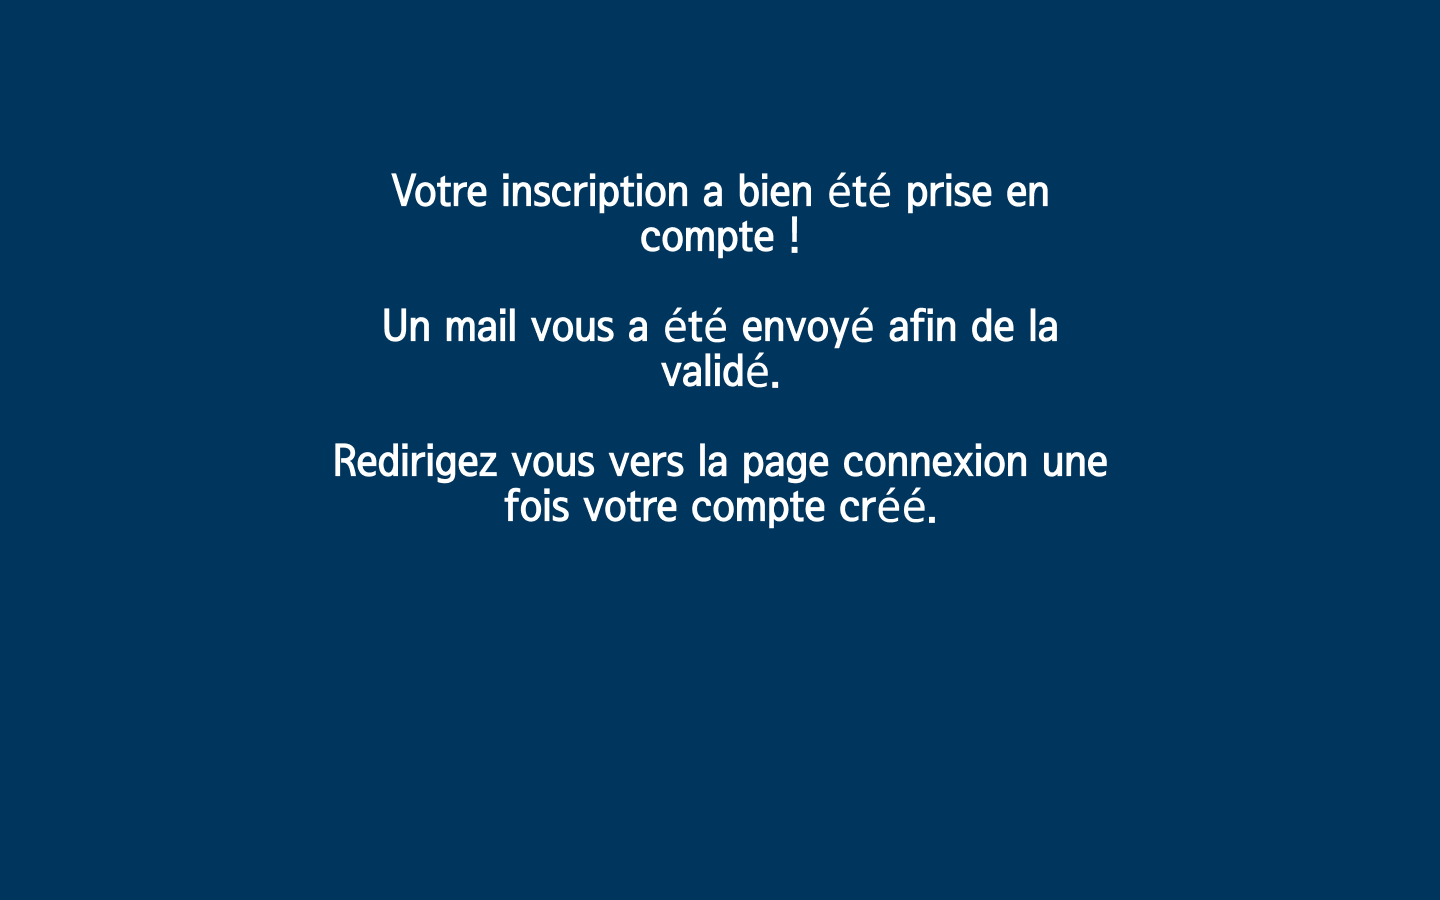 Votre inscription a bien été prise en
compte !
Un mail vous a été envoyé afin de la
validé.
Redirigez vous vers la page connexion une
fois votre compte créé.